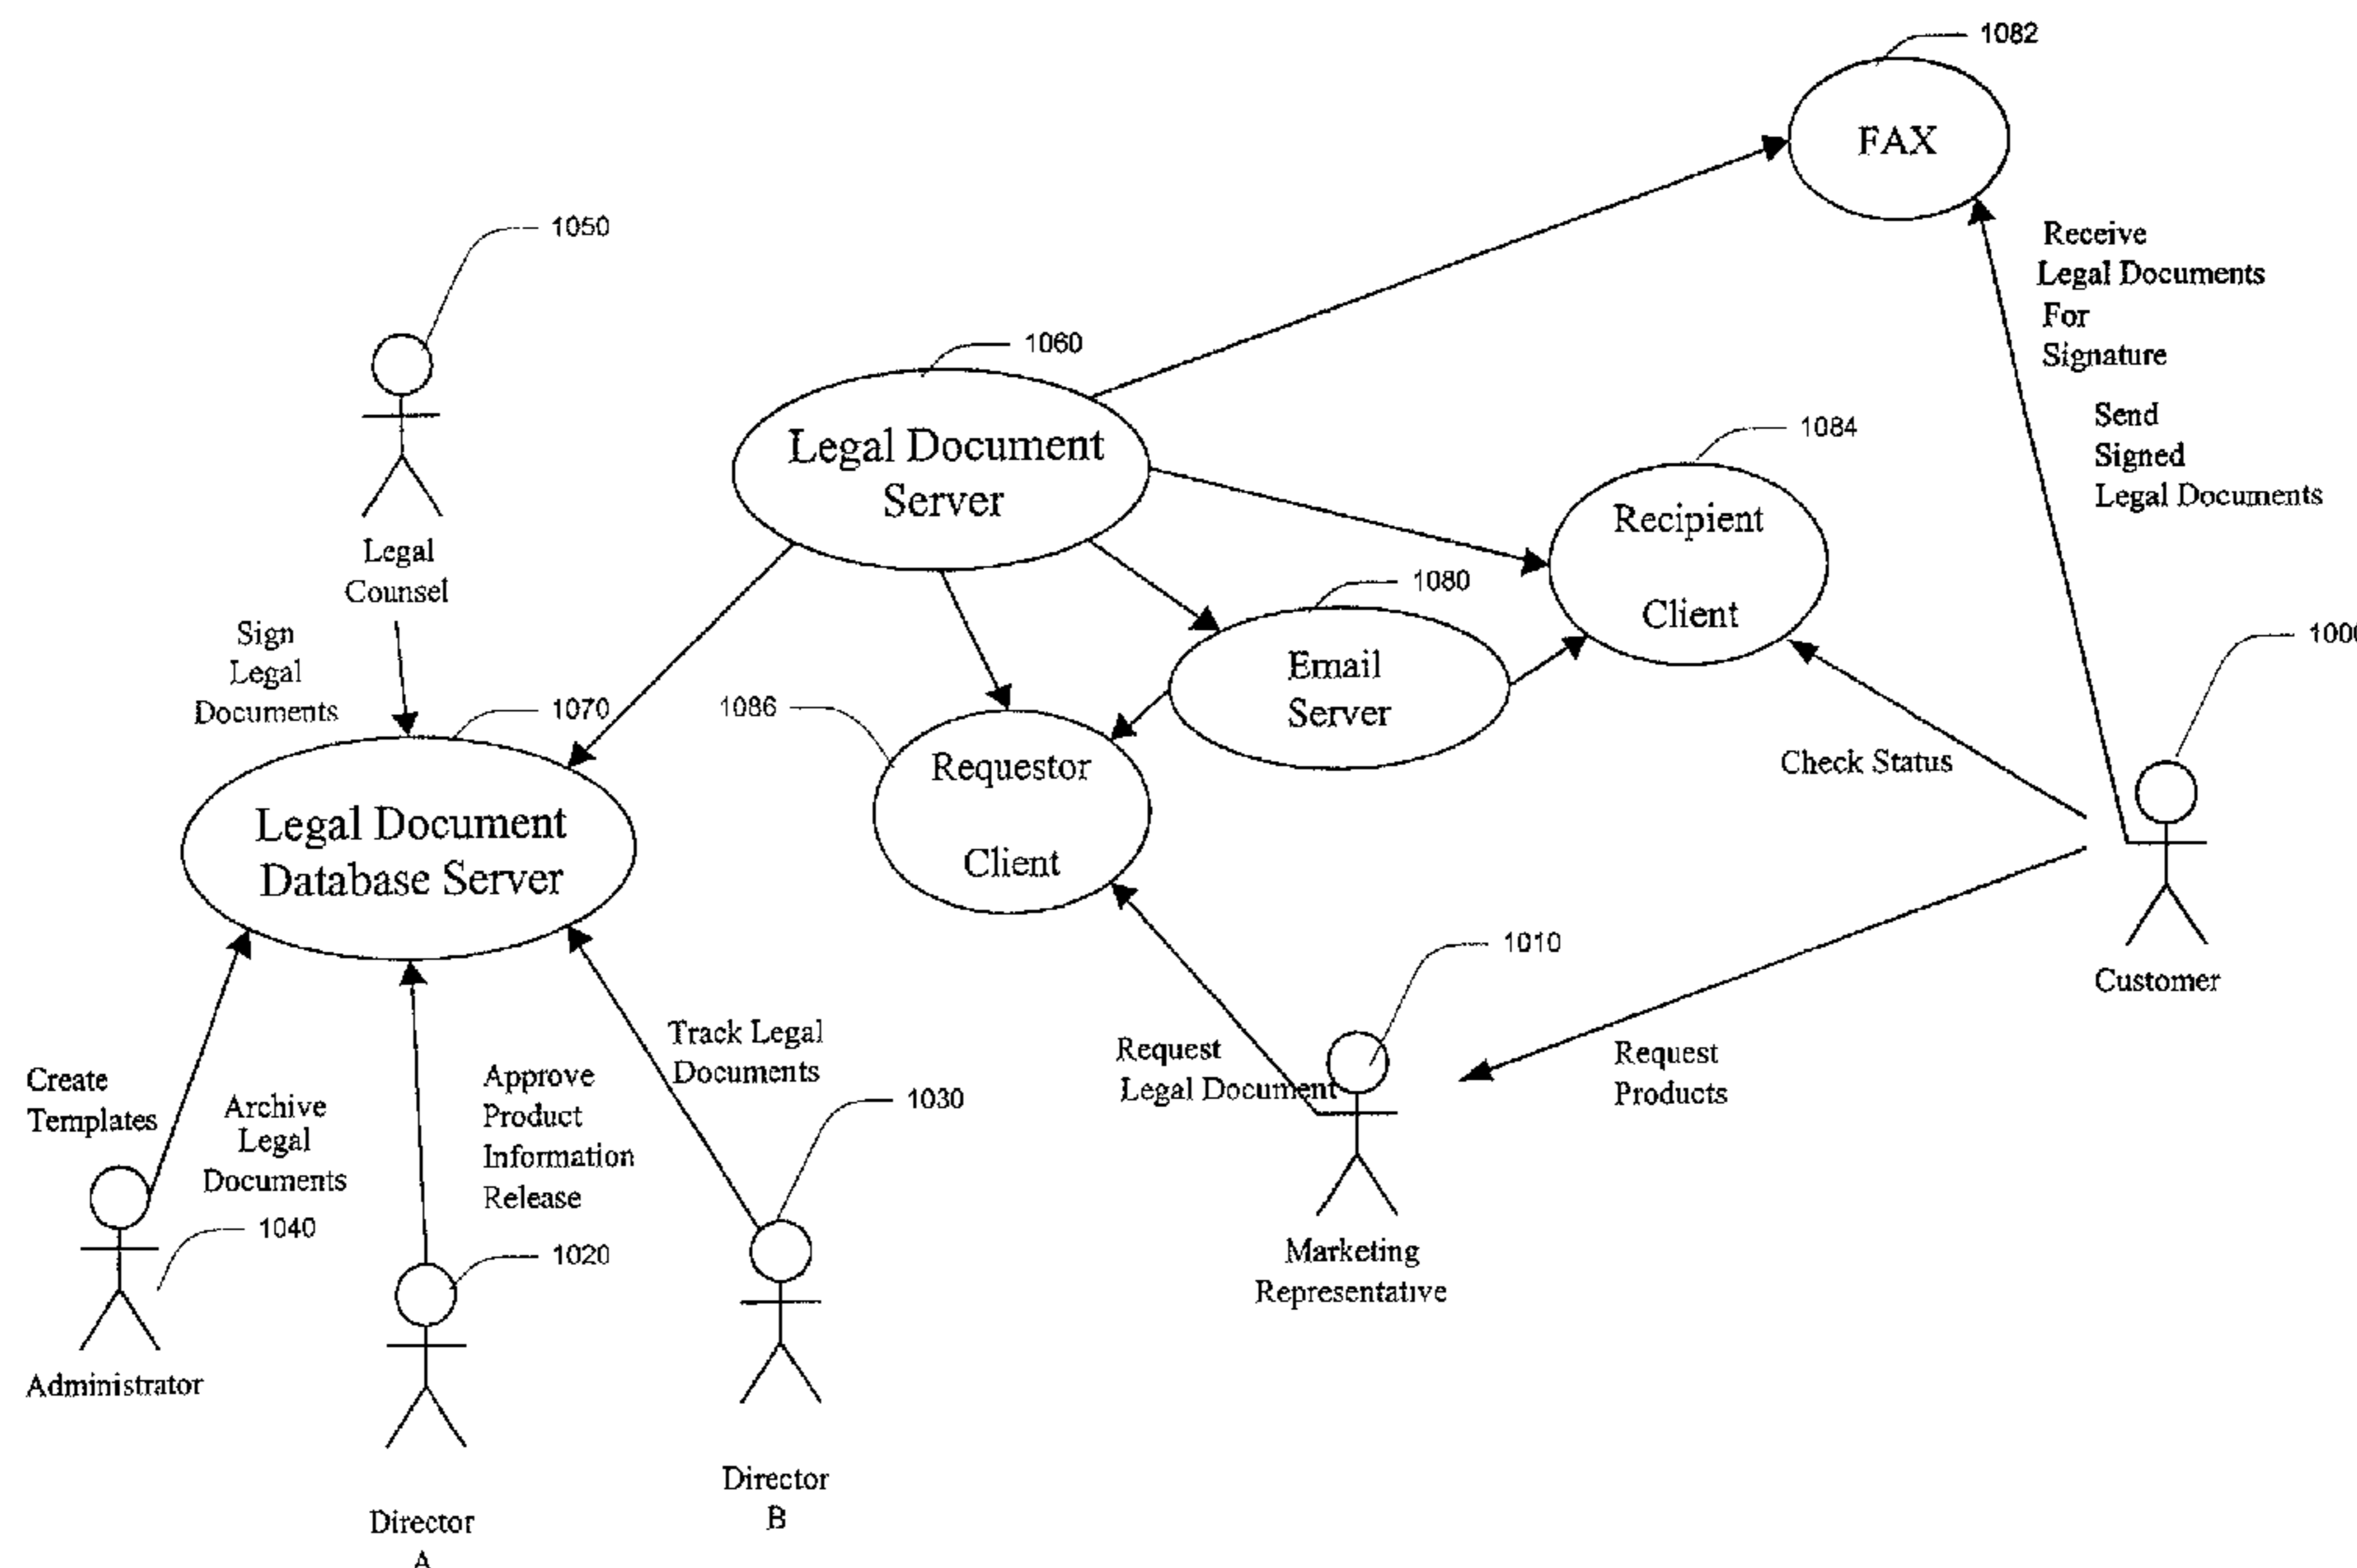 1082
FAX
Receive
Legal Documents
For
Signature
Send
Signed
Legal Documents
1050
Legal
Counsel
Sign
Legal
Documents
1060
Legal Document
Server
1084
Recipient
Client
1080
Email
Server
1086
Requestor
Client
1070
Legal Document
Database Server
Check Status
Customer
1010
Request
Legal Document
Request
Products
Marketing
Representative
Create
Templates
Archive
Legal
Documents
1040
Administrator
Approve
Product
Information
Release
1020
Director
A
Track Legal
Documents
1030
Director
B